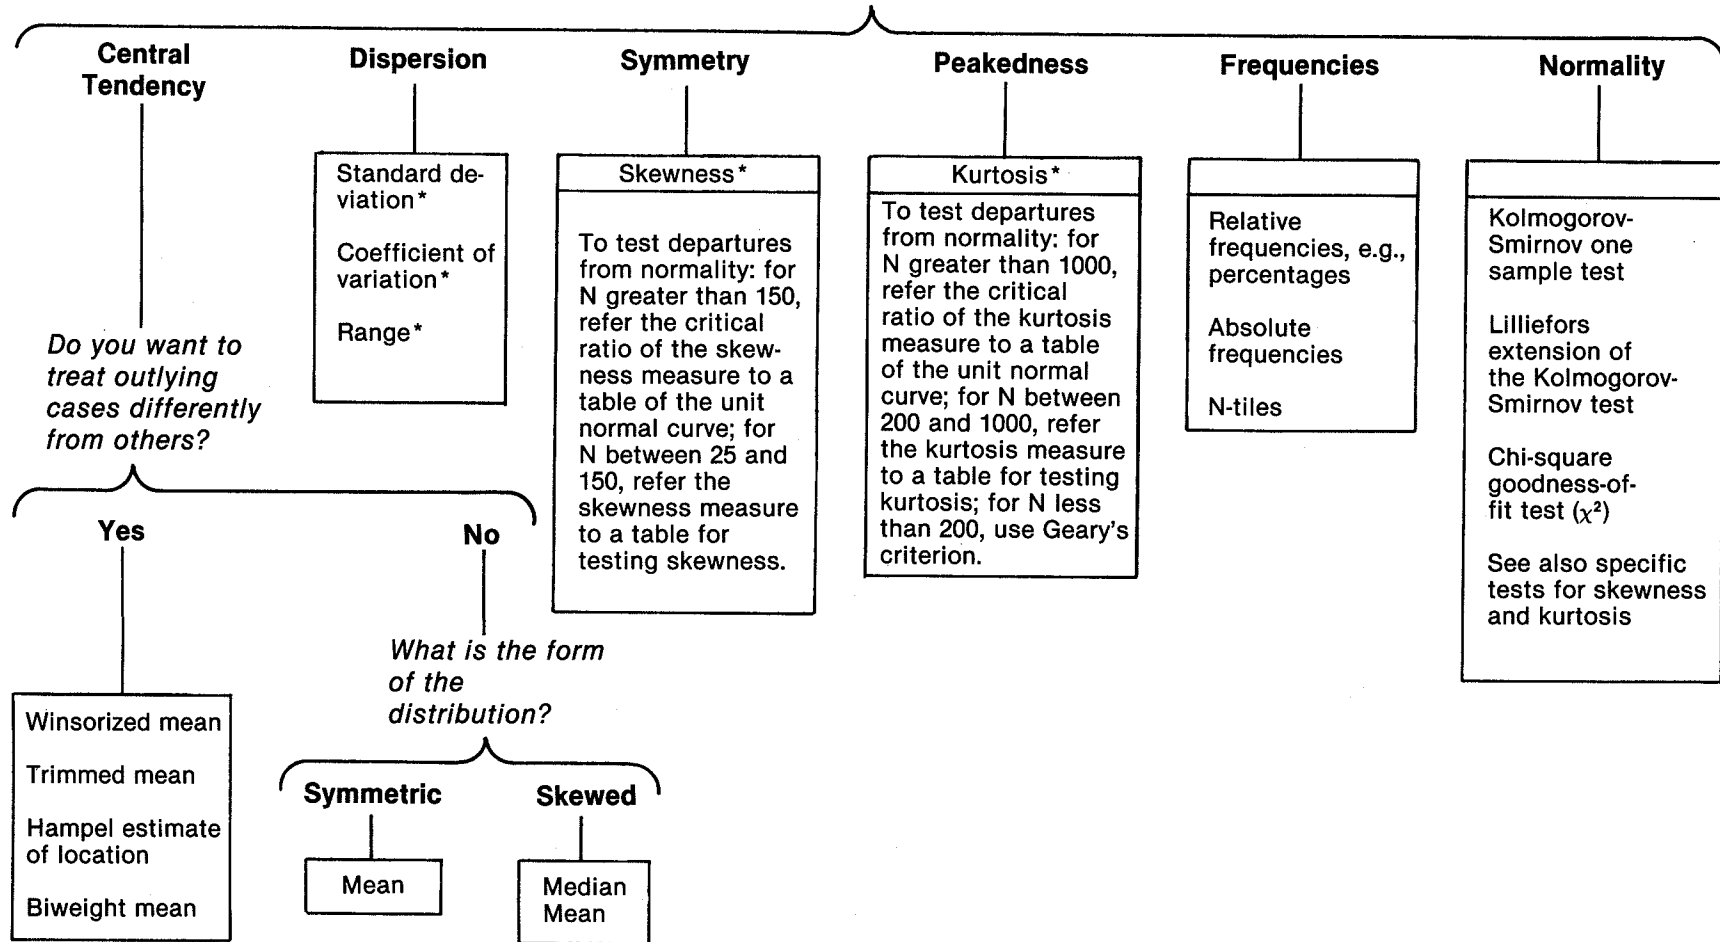 Central
Tendency
Dispersion
Symmetry
Peakedness
Frequencies
Normality
Do you want to
treat outlying
cases differently
from others?
Yes
No
Winsorized mean
Trimmed mean
Hampel estimate
of location
Biweight mean
What is the form
of the
distribution?
Symmetric
Skewed
Mean
Median
Mean
Standard de-
viation*
Coefficient of
variation*
Range*
Skewness*
To test departures
from normality: for
N greater than 150,
refer the critical
ratio of the skew-
ness measure to a
table of the unit
normal curve; for
N between 25 and
150, refer the
skewness measure
to a table for
testing skewness.
Kurtosis*
To test departures
from normality: for
N greater than 1000,
refer the critical
ratio of the kurtosis
measure to a table
of the unit normal
curve; for N between
200 and 1000, refer
the kurtosis measure
to a table for testing
kurtosis; for N less
than 200, use Geary's
criterion.
Relative
frequencies, e.g.,
percentages
Absolute
frequencies
N-tiles
Kolmogorov-
Smirnov one
sample test
Lilliefors
extension of
the Kolmogorov-
Smirnov test
Chi-square
goodness-of-
fit test (χ²)
See also specific
tests for skewness
and kurtosis